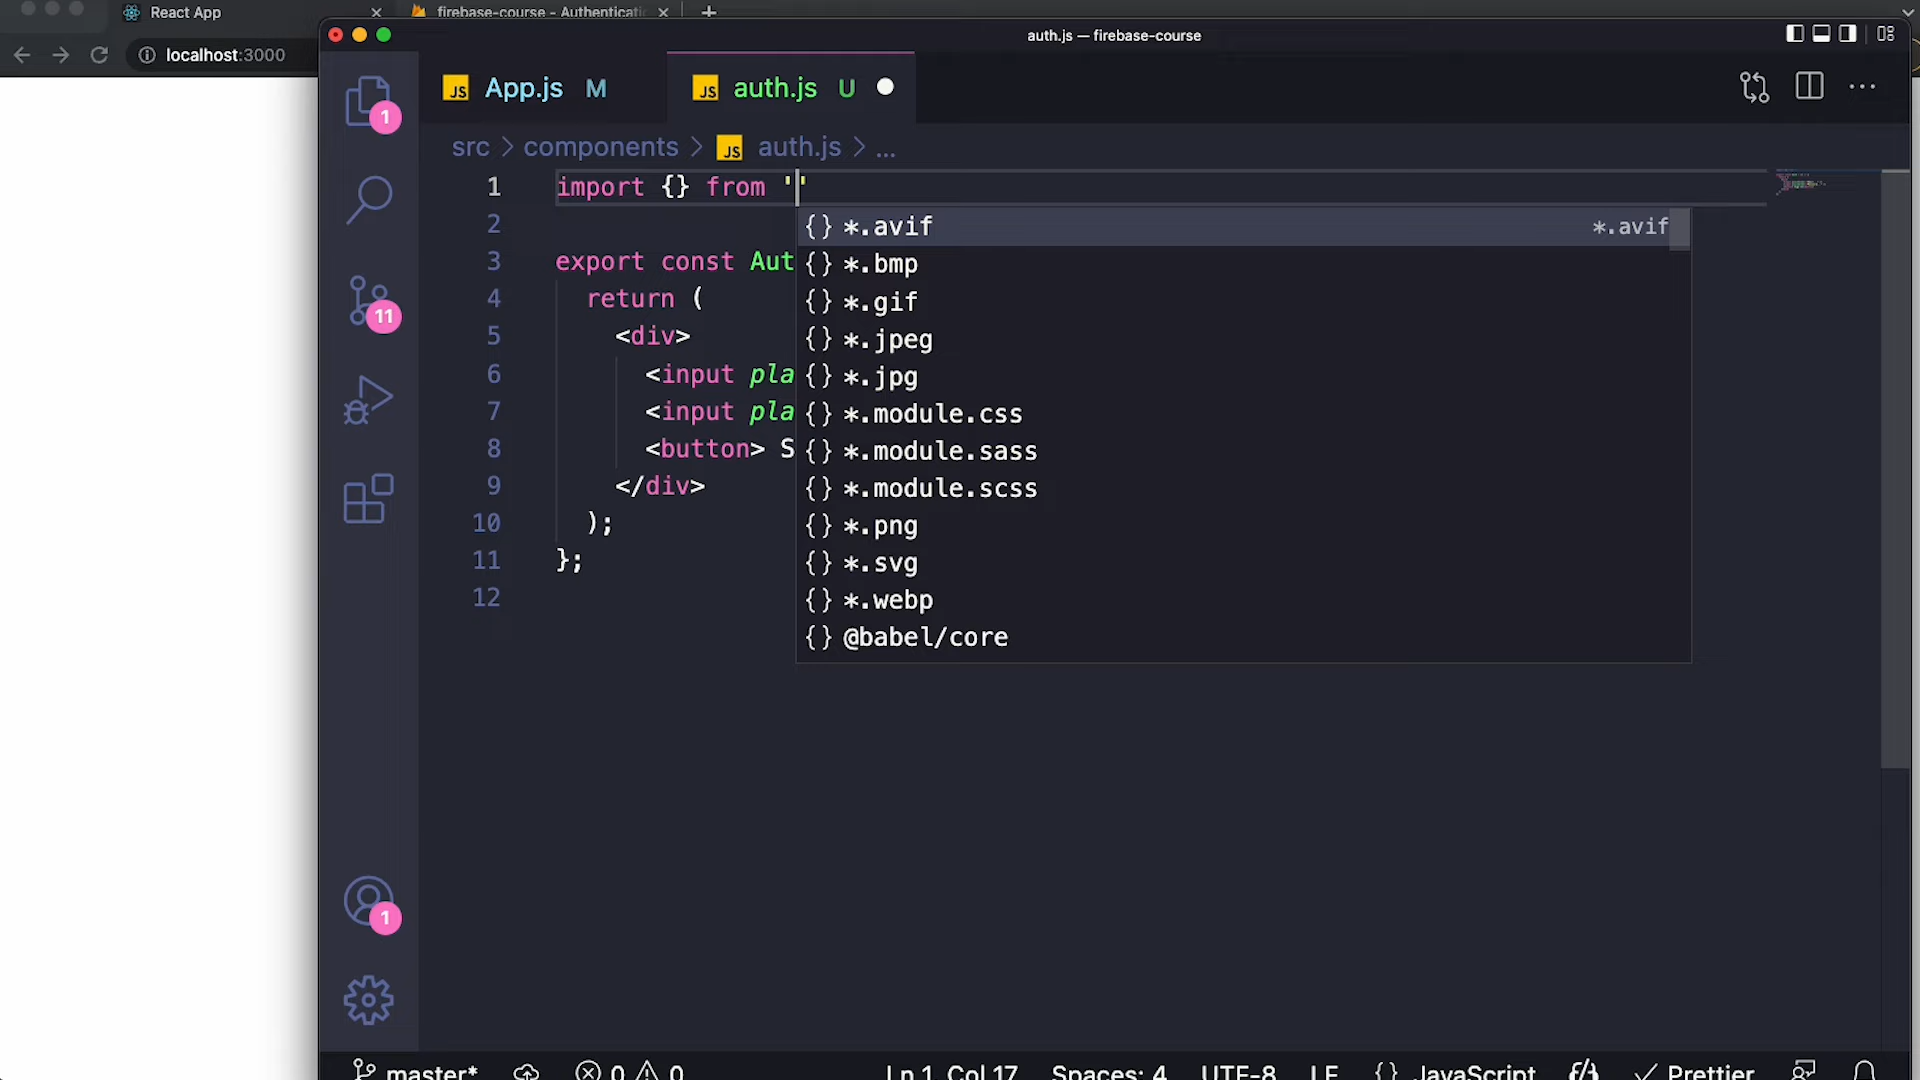 React App
firebase-course - Authenticati
localhost:3000
auth.js — firebase-course
JS App.js M
JS auth.js U
1
src > components > JS auth.js > ...
1 import {} from ''
2
3 export const Aut
4 return (
5 <div>
6 <input pla
7 <input pla
8 <button> S
9 </div>
10 );
11 };
12
{} *.avif *.avif
{} *.bmp
{} *.gif
{} *.jpeg
{} *.jpg
{} *.module.css
{} *.module.sass
{} *.module.scss
{} *.png
{} *.svg
{} *.webp
{} @babel/core
11
1
master* 0 0 Ln 1, Col 17 Spaces: 4 UTF-8 LF {} JavaScript Prettier